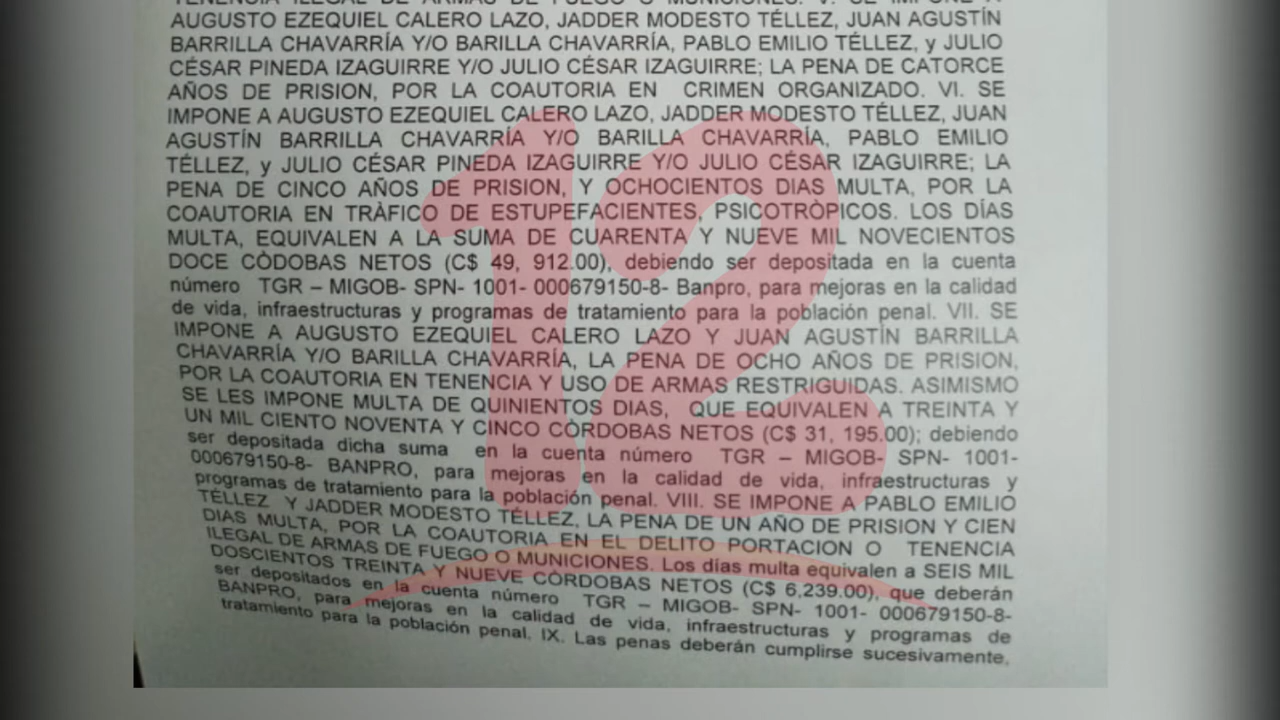 TENENCIA ILEGAL DE ARMAS DE FUEGO O MUNICIONES. V. SE IMPONE A
AUGUSTO EZEQUIEL CALERO LAZO, JADDER MODESTO TÉLLEZ, JUAN AGUSTÍN
BARRILLA CHAVARRÍA Y/O BARILLA CHAVARRÍA, PABLO EMILIO TÉLLEZ, y JULIO
CÉSAR PINEDA IZAGUIRRE Y/O JULIO CÉSAR IZAGUIRRE; LA PENA DE CATORCE
AÑOS DE PRISION, POR LA COAUTORIA EN CRIMEN ORGANIZADO. VI. SE
IMPONE A AUGUSTO EZEQUIEL CALERO LAZO, JADDER MODESTO TÉLLEZ, JUAN
AGUSTÍN BARRILLA CHAVARRÍA Y/O BARILLA CHAVARRÍA, PABLO EMILIO
TÉLLEZ, y JULIO CÉSAR PINEDA IZAGUIRRE Y/O JULIO CÉSAR IZAGUIRRE; LA
PENA DE CINCO AÑOS DE PRISION, Y OCHOCIENTOS DIAS MULTA, POR LA
COAUTORIA EN TRÀFICO DE ESTUPEFACIENTES, PSICOTRÒPICOS. LOS DÍAS
MULTA, EQUIVALEN A LA SUMA DE CUARENTA Y NUEVE MIL NOVECIENTOS
DOCE CÒDOBAS NETOS (C$ 49, 912.00), debiendo ser depositada en la cuenta
número TGR – MIGOB- SPN- 1001- 000679150-8- Banpro, para mejoras en la calidad
de vida, infraestructuras y programas de tratamiento para la población penal. VII. SE
IMPONE A AUGUSTO EZEQUIEL CALERO LAZO Y JUAN AGUSTÍN BARRILLA
CHAVARRÍA Y/O BARILLA CHAVARRÍA, LA PENA DE OCHO AÑOS DE PRISION,
POR LA COAUTORIA EN TENENCIA Y USO DE ARMAS RESTRIGUIDAS. ASIMISMO
SE LES IMPONE MULTA DE QUINIENTOS DIAS, QUE EQUIVALEN A TREINTA Y
UN MIL CIENTO NOVENTA Y CINCO CÒRDOBAS NETOS (C$ 31, 195.00); debiendo
ser depositada dicha suma en la cuenta número TGR – MIGOB- SPN- 1001-
000679150-8- BANPRO, para mejoras en la calidad de vida, infraestructuras y
programas de tratamiento para la población penal. VIII. SE IMPONE A PABLO EMILIO
TÉLLEZ Y JADDER MODESTO TÉLLEZ, LA PENA DE UN AÑO DE PRISION Y CIEN
DIAS MULTA, POR LA COAUTORIA EN EL DELITO PORTACION O TENENCIA
ILEGAL DE ARMAS DE FUEGO O MUNICIONES. Los días multa equivalen a SEIS MIL
DOSCIENTOS TREINTA Y NUEVE CÒRDOBAS NETOS (C$ 6,239.00), que deberán
ser depositados en la cuenta número TGR – MIGOB- SPN- 1001- 000679150-8-
BANPRO, para mejoras en la calidad de vida, infraestructuras y programas de
tratamiento para la población penal. IX. Las penas deberán cumplirse sucesivamente,
12